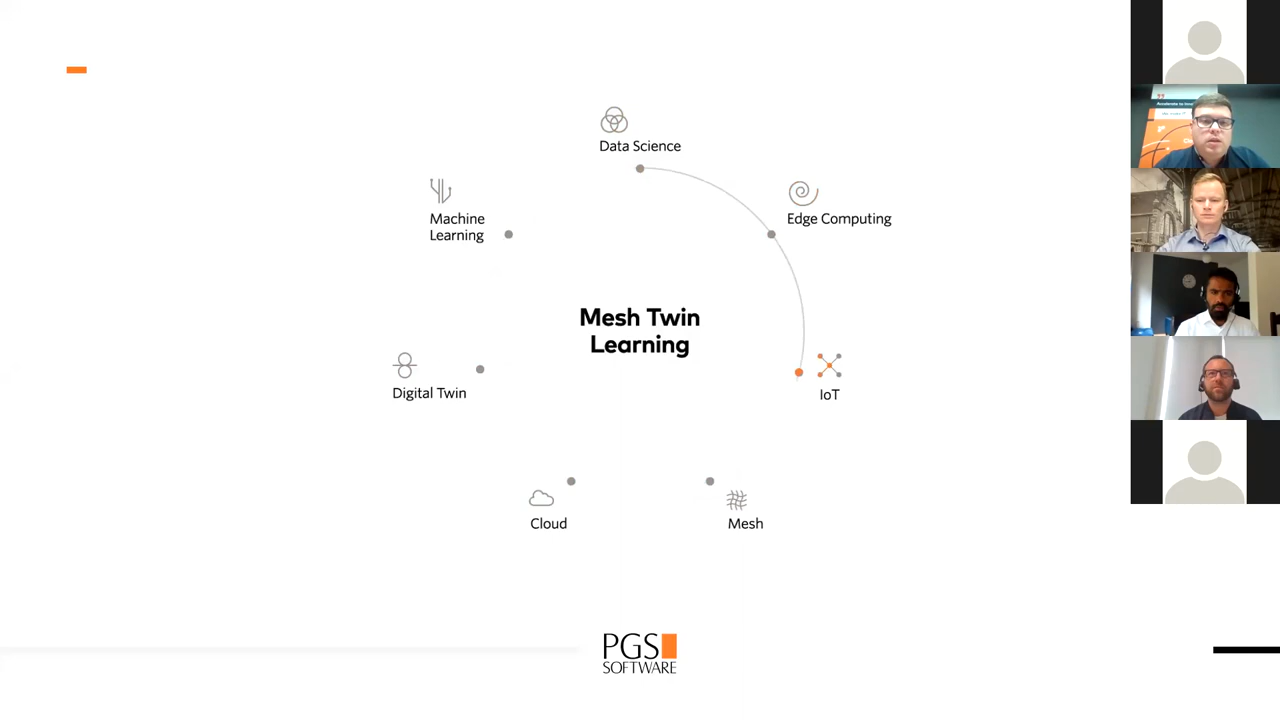 Data Science
Machine
Learning
Edge Computing
Mesh Twin
Learning
Digital Twin
IoT
Cloud
Mesh
PGS
SOFTWARE